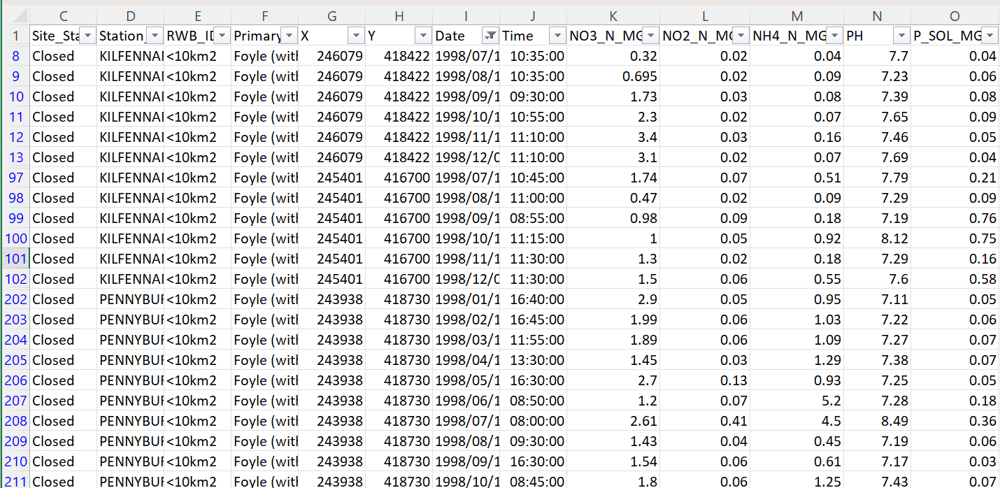 C D E F G H I J K L M N O
1 Site_Sta Station_ RWB_ID Primary X Y Date Time NO3_N_MG NO2_N_MG NH4_N_MG PH P_SOL_MG
8 Closed KILFENNAN <10km2 Foyle (with 246079 418422 1998/07/1 10:35:00 0.32 0.02 0.04 7.7 0.04
9 Closed KILFENNAN <10km2 Foyle (with 246079 418422 1998/08/1 10:35:00 0.695 0.02 0.09 7.23 0.06
10 Closed KILFENNAN <10km2 Foyle (with 246079 418422 1998/09/1 09:30:00 1.73 0.03 0.08 7.39 0.08
11 Closed KILFENNAN <10km2 Foyle (with 246079 418422 1998/10/1 10:55:00 2.3 0.02 0.07 7.65 0.09
12 Closed KILFENNAN <10km2 Foyle (with 246079 418422 1998/11/1 11:10:00 3.4 0.03 0.16 7.46 0.05
13 Closed KILFENNAN <10km2 Foyle (with 246079 418422 1998/12/0 11:10:00 3.1 0.02 0.07 7.69 0.04
97 Closed KILFENNAN <10km2 Foyle (with 245401 416700 1998/07/1 10:45:00 1.74 0.07 0.51 7.79 0.21
98 Closed KILFENNAN <10km2 Foyle (with 245401 416700 1998/08/1 11:00:00 0.47 0.02 0.09 7.29 0.09
99 Closed KILFENNAN <10km2 Foyle (with 245401 416700 1998/09/1 08:55:00 0.98 0.09 0.18 7.19 0.76
100 Closed KILFENNAN <10km2 Foyle (with 245401 416700 1998/10/1 11:15:00 1 0.05 0.92 8.12 0.75
101 Closed KILFENNAN <10km2 Foyle (with 245401 416700 1998/11/1 11:30:00 1.3 0.02 0.18 7.29 0.16
102 Closed KILFENNAN <10km2 Foyle (with 245401 416700 1998/12/0 11:30:00 1.5 0.06 0.55 7.6 0.58
202 Closed PENNYBUR <10km2 Foyle (with 243938 418730 1998/01/1 16:40:00 2.9 0.05 0.95 7.11 0.05
203 Closed PENNYBUR <10km2 Foyle (with 243938 418730 1998/02/1 16:45:00 1.99 0.06 1.03 7.22 0.06
204 Closed PENNYBUR <10km2 Foyle (with 243938 418730 1998/03/1 11:55:00 1.89 0.06 1.09 7.27 0.07
205 Closed PENNYBUR <10km2 Foyle (with 243938 418730 1998/04/1 13:30:00 1.45 0.03 1.29 7.38 0.07
206 Closed PENNYBUR <10km2 Foyle (with 243938 418730 1998/05/1 16:30:00 2.7 0.13 0.93 7.25 0.05
207 Closed PENNYBUR <10km2 Foyle (with 243938 418730 1998/06/1 08:50:00 1.2 0.07 5.2 7.28 0.18
208 Closed PENNYBUR <10km2 Foyle (with 243938 418730 1998/07/1 08:00:00 2.61 0.41 4.5 8.49 0.36
209 Closed PENNYBUR <10km2 Foyle (with 243938 418730 1998/08/1 09:30:00 1.43 0.04 0.45 7.19 0.06
210 Closed PENNYBUR <10km2 Foyle (with 243938 418730 1998/09/1 16:30:00 1.54 0.06 0.61 7.17 0.03
211 Closed PENNYBUR <10km2 Foyle (with 243938 418730 1998/10/1 08:45:00 1.8 0.06 1.25 7.43 0.07